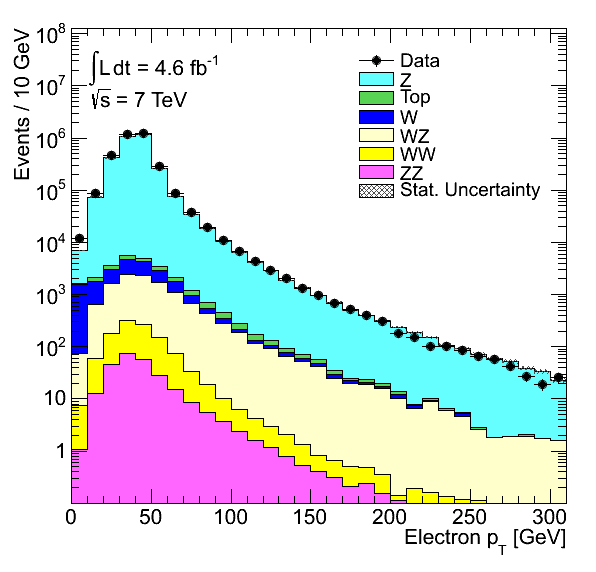 Events / 10 GeV
10⁸
10⁷
10⁶
10⁵
10⁴
10³
10²
10
1
∫L dt = 4.6 fb⁻¹
√s = 7 TeV
Data
Z
Top
W
WZ
WW
ZZ
Stat. Uncertainty
0 50 100 150 200 250 300
Electron p_T [GeV]